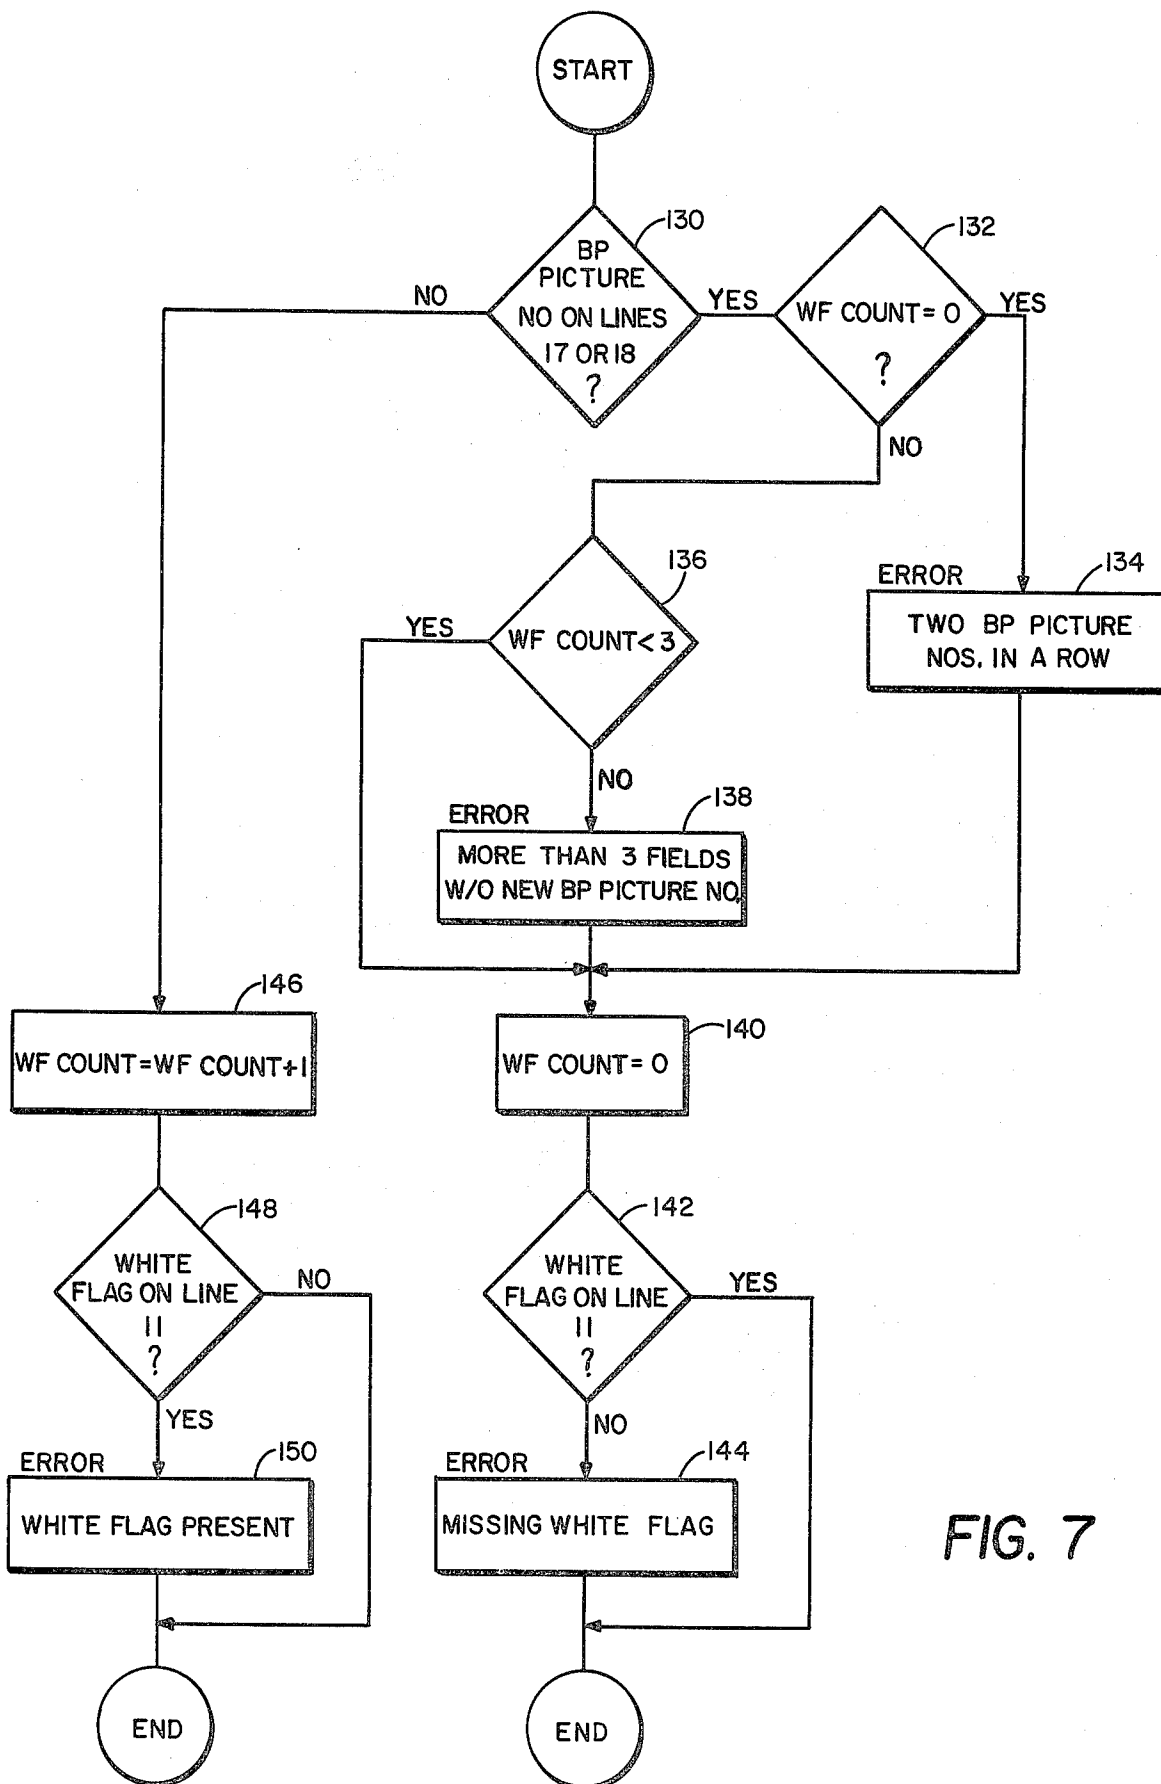 START
130
BP
PICTURE
NO ON LINES
17 OR 18
?
NO
YES
132
WF COUNT = 0
?
YES
NO
134
ERROR
TWO BP PICTURE
NOS. IN A ROW
136
WF COUNT < 3
YES
NO
138
ERROR
MORE THAN 3 FIELDS
W/O NEW BP PICTURE NO.
146
WF COUNT = WF COUNT + 1
140
WF COUNT = 0
148
WHITE
FLAG ON LINE
11
?
NO
YES
142
WHITE
FLAG ON LINE
11
?
YES
NO
150
ERROR
WHITE FLAG PRESENT
144
ERROR
MISSING WHITE FLAG
FIG. 7
END
END